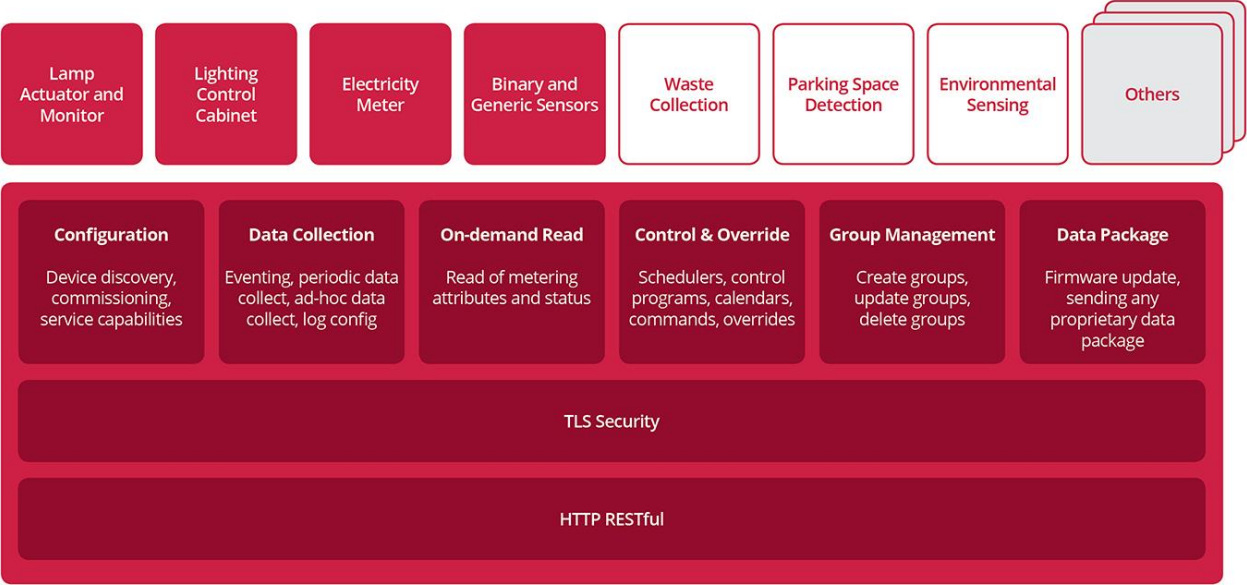 Lamp
Actuator and
Monitor
Lighting
Control
Cabinet
Electricity
Meter
Binary and
Generic Sensors
Waste
Collection
Parking Space
Detection
Environmental
Sensing
Others
Configuration
Device discovery,
commissioning,
service capabilities
Data Collection
Eventing, periodic data
collect, ad-hoc data
collect, log config
On-demand Read
Read of metering
attributes and status
Control & Override
Schedulers, control
programs, calendars,
commands, overrides
Group Management
Create groups,
update groups,
delete groups
Data Package
Firmware update,
sending any
proprietary data
package
TLS Security
HTTP RESTful